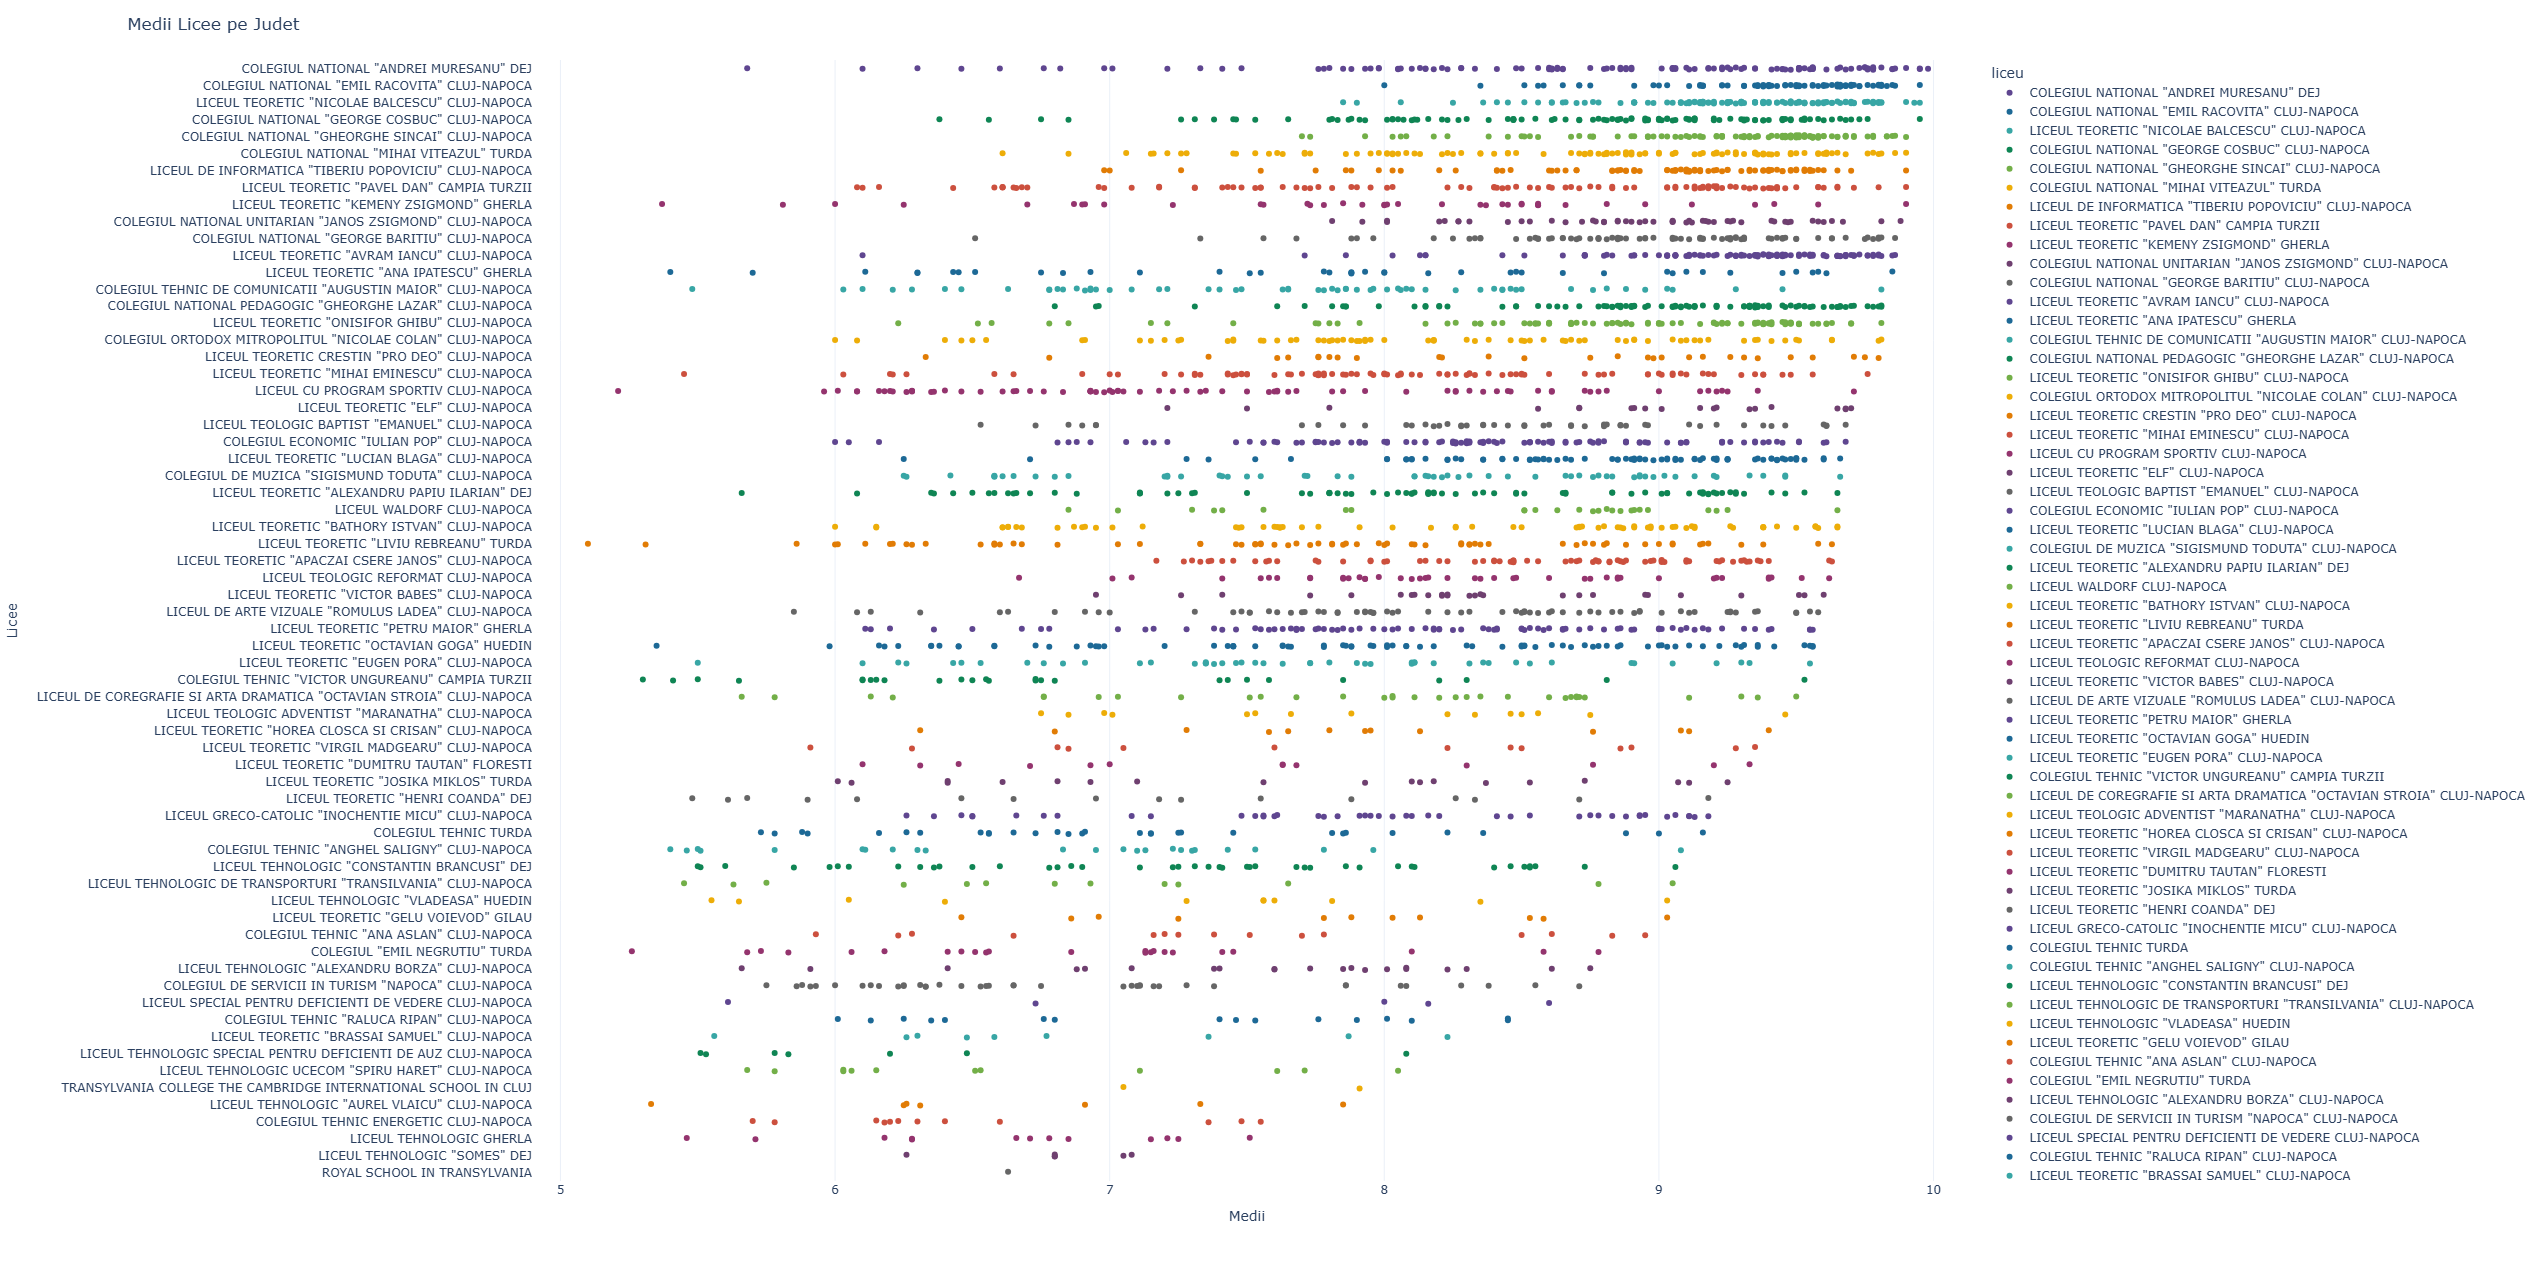 Medii Licee pe Judet
COLEGIUL NATIONAL "ANDREI MURESANU" DEJ
COLEGIUL NATIONAL "EMIL RACOVITA" CLUJ-NAPOCA
LICEUL TEORETIC "NICOLAE BALCESCU" CLUJ-NAPOCA
COLEGIUL NATIONAL "GEORGE COSBUC" CLUJ-NAPOCA
COLEGIUL NATIONAL "GHEORGHE SINCAI" CLUJ-NAPOCA
COLEGIUL NATIONAL "MIHAI VITEAZUL" TURDA
LICEUL DE INFORMATICA "TIBERIU POPOVICIU" CLUJ-NAPOCA
LICEUL TEORETIC "PAVEL DAN" CAMPIA TURZII
LICEUL TEORETIC "KEMENY ZSIGMOND" GHERLA
COLEGIUL NATIONAL UNITARIAN "JANOS ZSIGMOND" CLUJ-NAPOCA
COLEGIUL NATIONAL "GEORGE BARITIU" CLUJ-NAPOCA
LICEUL TEORETIC "AVRAM IANCU" CLUJ-NAPOCA
LICEUL TEORETIC "ANA IPATESCU" GHERLA
COLEGIUL TEHNIC DE COMUNICATII "AUGUSTIN MAIOR" CLUJ-NAPOCA
COLEGIUL NATIONAL PEDAGOGIC "GHEORGHE LAZAR" CLUJ-NAPOCA
LICEUL TEORETIC "ONISIFOR GHIBU" CLUJ-NAPOCA
COLEGIUL ORTODOX MITROPOLITUL "NICOLAE COLAN" CLUJ-NAPOCA
LICEUL TEORETIC CRESTIN "PRO DEO" CLUJ-NAPOCA
LICEUL TEORETIC "MIHAI EMINESCU" CLUJ-NAPOCA
LICEUL CU PROGRAM SPORTIV CLUJ-NAPOCA
LICEUL TEORETIC "ELF" CLUJ-NAPOCA
LICEUL TEOLOGIC BAPTIST "EMANUEL" CLUJ-NAPOCA
COLEGIUL ECONOMIC "IULIAN POP" CLUJ-NAPOCA
LICEUL TEORETIC "LUCIAN BLAGA" CLUJ-NAPOCA
COLEGIUL DE MUZICA "SIGISMUND TODUTA" CLUJ-NAPOCA
LICEUL TEORETIC "ALEXANDRU PAPIU ILARIAN" DEJ
LICEUL WALDORF CLUJ-NAPOCA
LICEUL TEORETIC "BATHORY ISTVAN" CLUJ-NAPOCA
LICEUL TEORETIC "LIVIU REBREANU" TURDA
LICEUL TEORETIC "APACZAI CSERE JANOS" CLUJ-NAPOCA
LICEUL TEOLOGIC REFORMAT CLUJ-NAPOCA
LICEUL TEORETIC "VICTOR BABES" CLUJ-NAPOCA
LICEUL DE ARTE VIZUALE "ROMULUS LADEA" CLUJ-NAPOCA
LICEUL TEORETIC "PETRU MAIOR" GHERLA
LICEUL TEORETIC "OCTAVIAN GOGA" HUEDIN
LICEUL TEORETIC "EUGEN PORA" CLUJ-NAPOCA
COLEGIUL TEHNIC "VICTOR UNGUREANU" CAMPIA TURZII
LICEUL DE COREGRAFIE SI ARTA DRAMATICA "OCTAVIAN STROIA" CLUJ-NAPOCA
LICEUL TEOLOGIC ADVENTIST "MARANATHA" CLUJ-NAPOCA
LICEUL TEORETIC "HOREA CLOSCA SI CRISAN" CLUJ-NAPOCA
LICEUL TEORETIC "VIRGIL MADGEARU" CLUJ-NAPOCA
LICEUL TEORETIC "DUMITRU TAUTAN" FLORESTI
LICEUL TEORETIC "JOSIKA MIKLOS" TURDA
LICEUL TEORETIC "HENRI COANDA" DEJ
LICEUL GRECO-CATOLIC "INOCHENTIE MICU" CLUJ-NAPOCA
COLEGIUL TEHNIC TURDA
COLEGIUL TEHNIC "ANGHEL SALIGNY" CLUJ-NAPOCA
LICEUL TEHNOLOGIC "CONSTANTIN BRANCUSI" DEJ
LICEUL TEHNOLOGIC DE TRANSPORTURI "TRANSILVANIA" CLUJ-NAPOCA
LICEUL TEHNOLOGIC "VLADEASA" HUEDIN
LICEUL TEORETIC "GELU VOIEVOD" GILAU
COLEGIUL TEHNIC "ANA ASLAN" CLUJ-NAPOCA
COLEGIUL "EMIL NEGRUTIU" TURDA
LICEUL TEHNOLOGIC "ALEXANDRU BORZA" CLUJ-NAPOCA
COLEGIUL DE SERVICII IN TURISM "NAPOCA" CLUJ-NAPOCA
LICEUL SPECIAL PENTRU DEFICIENTI DE VEDERE CLUJ-NAPOCA
COLEGIUL TEHNIC "RALUCA RIPAN" CLUJ-NAPOCA
LICEUL TEORETIC "BRASSAI SAMUEL" CLUJ-NAPOCA
LICEUL TEHNOLOGIC SPECIAL PENTRU DEFICIENTI DE AUZ CLUJ-NAPOCA
LICEUL TEHNOLOGIC UCECOM "SPIRU HARET" CLUJ-NAPOCA
TRANSYLVANIA COLLEGE THE CAMBRIDGE INTERNATIONAL SCHOOL IN CLUJ
LICEUL TEHNOLOGIC "AUREL VLAICU" CLUJ-NAPOCA
COLEGIUL TEHNIC ENERGETIC CLUJ-NAPOCA
LICEUL TEHNOLOGIC GHERLA
LICEUL TEHNOLOGIC "SOMES" DEJ
ROYAL SCHOOL IN TRANSYLVANIA
Licee
5 6 7 8 9 10
Medii
liceu
COLEGIUL NATIONAL "ANDREI MURESANU" DEJ
COLEGIUL NATIONAL "EMIL RACOVITA" CLUJ-NAPOCA
LICEUL TEORETIC "NICOLAE BALCESCU" CLUJ-NAPOCA
COLEGIUL NATIONAL "GEORGE COSBUC" CLUJ-NAPOCA
COLEGIUL NATIONAL "GHEORGHE SINCAI" CLUJ-NAPOCA
COLEGIUL NATIONAL "MIHAI VITEAZUL" TURDA
LICEUL DE INFORMATICA "TIBERIU POPOVICIU" CLUJ-NAPOCA
LICEUL TEORETIC "PAVEL DAN" CAMPIA TURZII
LICEUL TEORETIC "KEMENY ZSIGMOND" GHERLA
COLEGIUL NATIONAL UNITARIAN "JANOS ZSIGMOND" CLUJ-NAPOCA
COLEGIUL NATIONAL "GEORGE BARITIU" CLUJ-NAPOCA
LICEUL TEORETIC "AVRAM IANCU" CLUJ-NAPOCA
LICEUL TEORETIC "ANA IPATESCU" GHERLA
COLEGIUL TEHNIC DE COMUNICATII "AUGUSTIN MAIOR" CLUJ-NAPOCA
COLEGIUL NATIONAL PEDAGOGIC "GHEORGHE LAZAR" CLUJ-NAPOCA
LICEUL TEORETIC "ONISIFOR GHIBU" CLUJ-NAPOCA
COLEGIUL ORTODOX MITROPOLITUL "NICOLAE COLAN" CLUJ-NAPOCA
LICEUL TEORETIC CRESTIN "PRO DEO" CLUJ-NAPOCA
LICEUL TEORETIC "MIHAI EMINESCU" CLUJ-NAPOCA
LICEUL CU PROGRAM SPORTIV CLUJ-NAPOCA
LICEUL TEORETIC "ELF" CLUJ-NAPOCA
LICEUL TEOLOGIC BAPTIST "EMANUEL" CLUJ-NAPOCA
COLEGIUL ECONOMIC "IULIAN POP" CLUJ-NAPOCA
LICEUL TEORETIC "LUCIAN BLAGA" CLUJ-NAPOCA
COLEGIUL DE MUZICA "SIGISMUND TODUTA" CLUJ-NAPOCA
LICEUL TEORETIC "ALEXANDRU PAPIU ILARIAN" DEJ
LICEUL WALDORF CLUJ-NAPOCA
LICEUL TEORETIC "BATHORY ISTVAN" CLUJ-NAPOCA
LICEUL TEORETIC "LIVIU REBREANU" TURDA
LICEUL TEORETIC "APACZAI CSERE JANOS" CLUJ-NAPOCA
LICEUL TEOLOGIC REFORMAT CLUJ-NAPOCA
LICEUL TEORETIC "VICTOR BABES" CLUJ-NAPOCA
LICEUL DE ARTE VIZUALE "ROMULUS LADEA" CLUJ-NAPOCA
LICEUL TEORETIC "PETRU MAIOR" GHERLA
LICEUL TEORETIC "OCTAVIAN GOGA" HUEDIN
LICEUL TEORETIC "EUGEN PORA" CLUJ-NAPOCA
COLEGIUL TEHNIC "VICTOR UNGUREANU" CAMPIA TURZII
LICEUL DE COREGRAFIE SI ARTA DRAMATICA "OCTAVIAN STROIA" CLUJ-NAPOCA
LICEUL TEOLOGIC ADVENTIST "MARANATHA" CLUJ-NAPOCA
LICEUL TEORETIC "HOREA CLOSCA SI CRISAN" CLUJ-NAPOCA
LICEUL TEORETIC "VIRGIL MADGEARU" CLUJ-NAPOCA
LICEUL TEORETIC "DUMITRU TAUTAN" FLORESTI
LICEUL TEORETIC "JOSIKA MIKLOS" TURDA
LICEUL TEORETIC "HENRI COANDA" DEJ
LICEUL GRECO-CATOLIC "INOCHENTIE MICU" CLUJ-NAPOCA
COLEGIUL TEHNIC TURDA
COLEGIUL TEHNIC "ANGHEL SALIGNY" CLUJ-NAPOCA
LICEUL TEHNOLOGIC "CONSTANTIN BRANCUSI" DEJ
LICEUL TEHNOLOGIC DE TRANSPORTURI "TRANSILVANIA" CLUJ-NAPOCA
LICEUL TEHNOLOGIC "VLADEASA" HUEDIN
LICEUL TEORETIC "GELU VOIEVOD" GILAU
COLEGIUL TEHNIC "ANA ASLAN" CLUJ-NAPOCA
COLEGIUL "EMIL NEGRUTIU" TURDA
LICEUL TEHNOLOGIC "ALEXANDRU BORZA" CLUJ-NAPOCA
COLEGIUL DE SERVICII IN TURISM "NAPOCA" CLUJ-NAPOCA
LICEUL SPECIAL PENTRU DEFICIENTI DE VEDERE CLUJ-NAPOCA
COLEGIUL TEHNIC "RALUCA RIPAN" CLUJ-NAPOCA
LICEUL TEORETIC "BRASSAI SAMUEL" CLUJ-NAPOCA